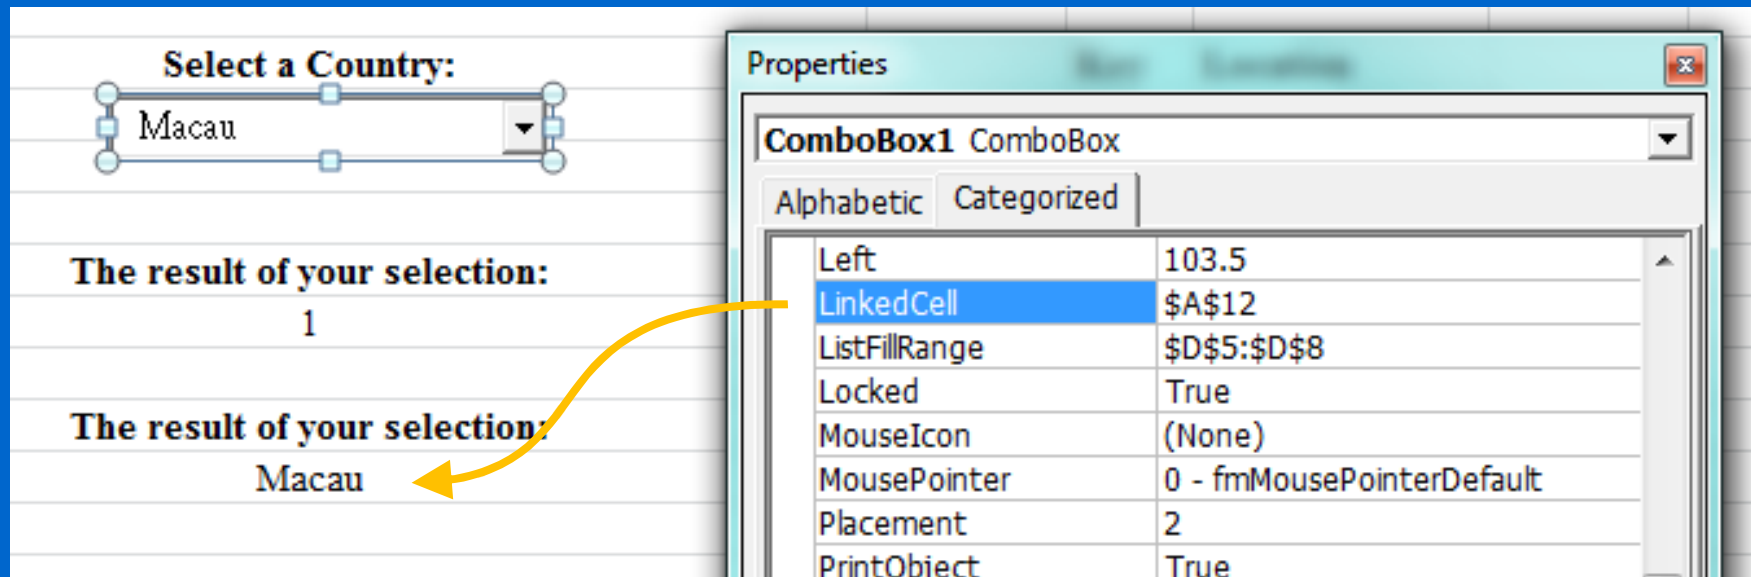 Select a Country:
Macau
The result of your selection:
1
The result of your selection:
Macau
Properties
ComboBox1 ComboBox
Alphabetic Categorized
Left 103.5
LinkedCell $A$12
ListFillRange $D$5:$D$8
Locked True
MouseIcon (None)
MousePointer 0 - fmMousePointerDefault
Placement 2
PrintObject True